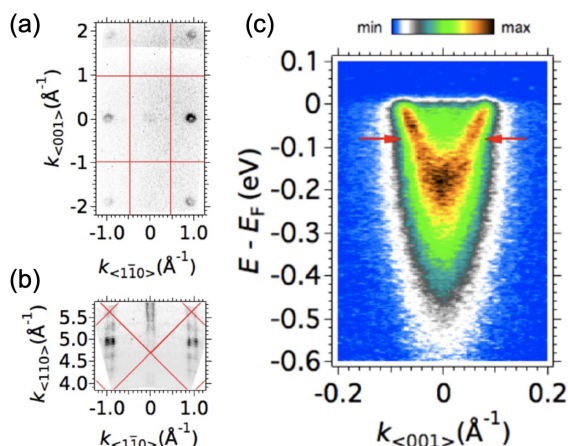 (a)
2
1
0
-1
-2
-1.0 0 1.0
k<001>(Å⁻¹)
k<11̅0>(Å⁻¹)
(b)
5.5
5.0
4.5
4.0
-1.0 0 1.0
k<110>(Å⁻¹)
k<11̅0>(Å⁻¹)
(c)
min max
0.1
0
-0.1
-0.2
-0.3
-0.4
-0.5
-0.6
-0.2 0.0 0.2
E - EF (eV)
k<001>(Å⁻¹)